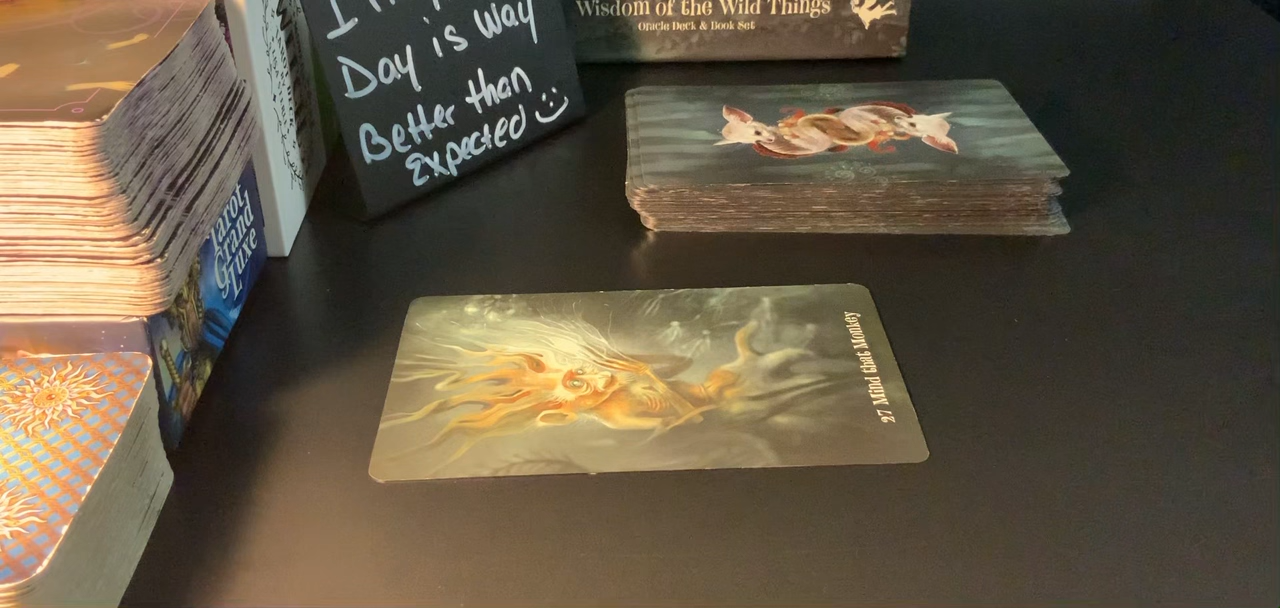 I
Day is way
Better than
Expected
Wisdom of the Wild Things
Oracle Deck & Book Set
Tarot
Grand
Luxe
27 Mind that Monkey